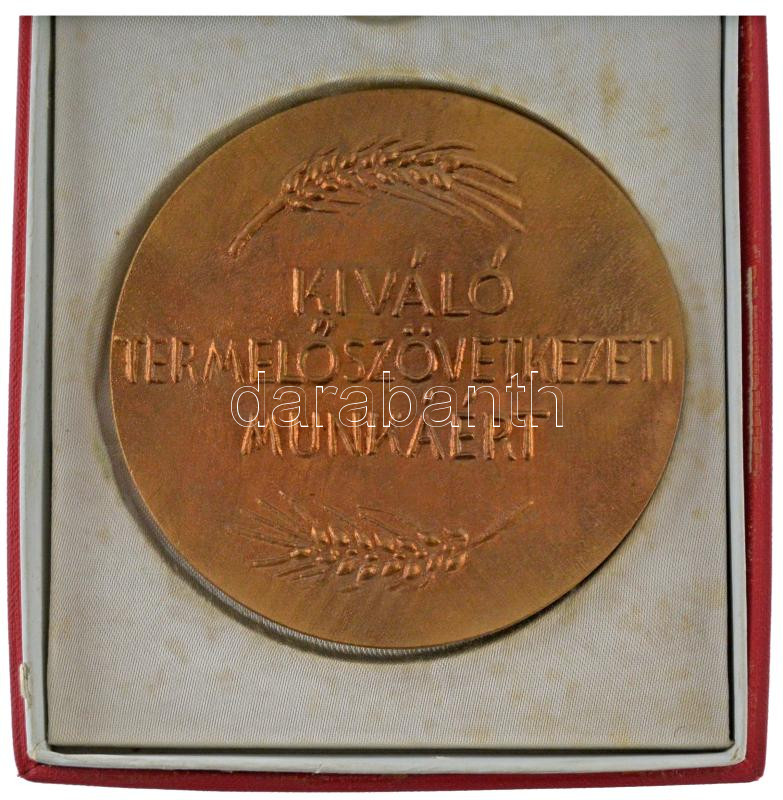 KIVÁLÓ
TERMELŐSZÖVETKEZETI
darabanth
MUNKÁÉRT